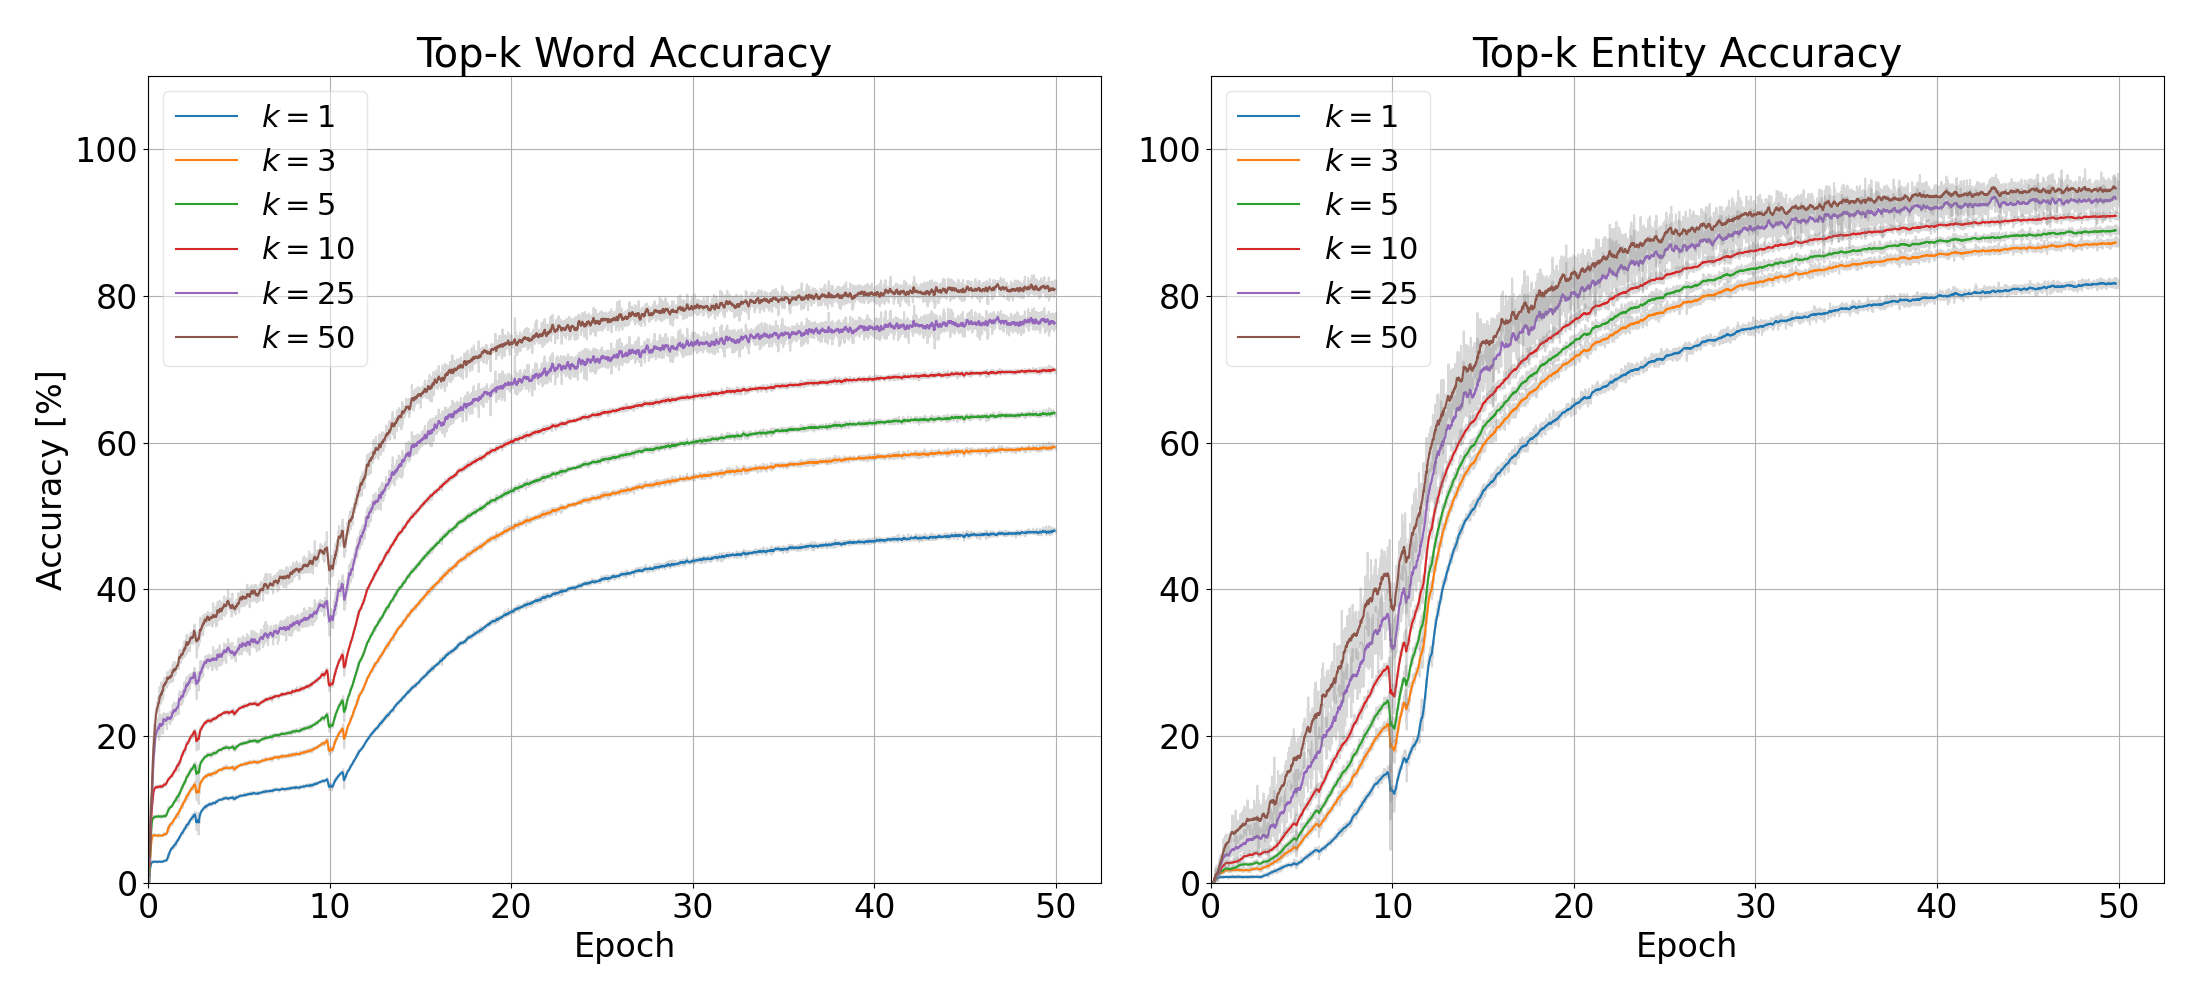 Top-k Word Accuracy
k = 1
k = 3
k = 5
k = 10
k = 25
k = 50
100
80
60
40
20
0
Accuracy [%]
0 10 20 30 40 50
Epoch
Top-k Entity Accuracy
k = 1
k = 3
k = 5
k = 10
k = 25
k = 50
100
80
60
40
20
0
0 10 20 30 40 50
Epoch